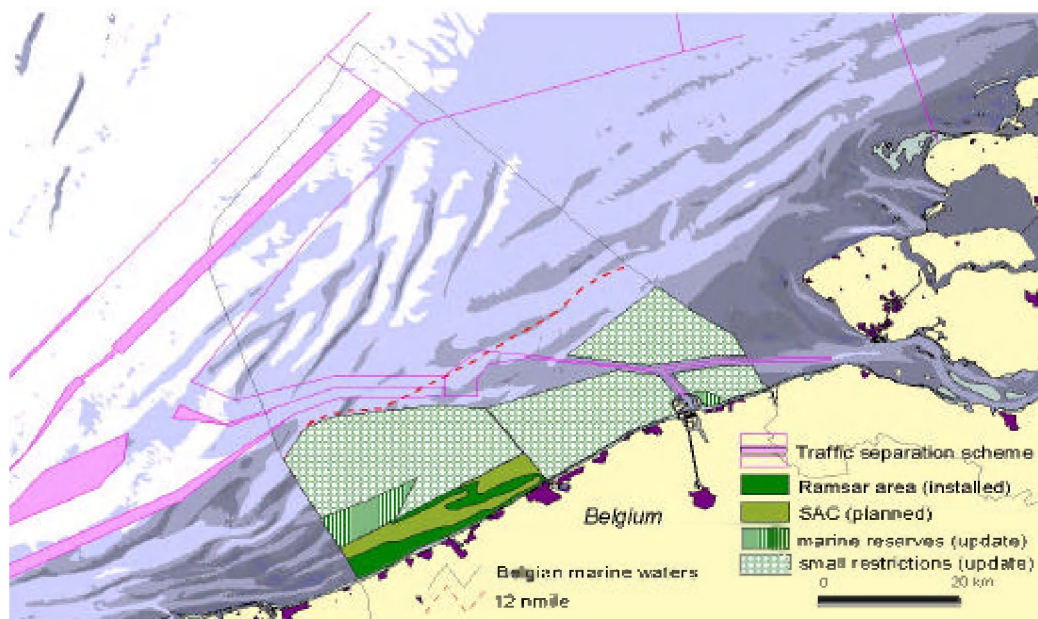 Belgium
Traffic separation scheme
Ramsar area (installed)
SAC (planned)
marine reserves (update)
small restrictions (update)
0 20 km
Belgian marine waters
12 nmile